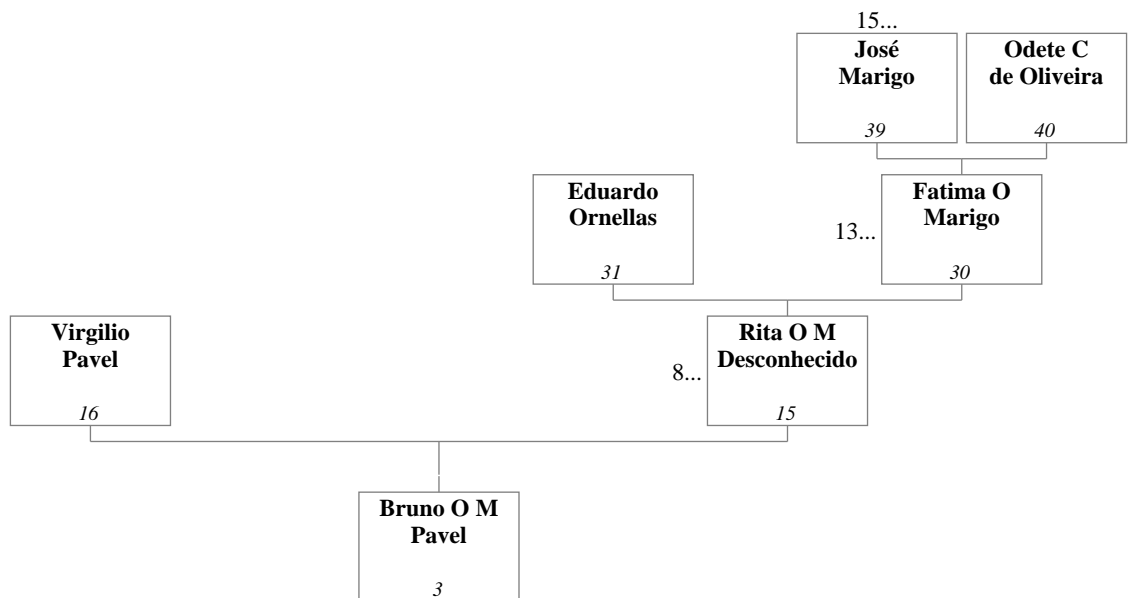 15...
José
Marigo
39
Odete C
de Oliveira
40
Eduardo
Ornellas
31
13...
Fatima O
Marigo
30
Virgilio
Pavel
16
8...
Rita O M
Desconhecido
15
Bruno O M
Pavel
3